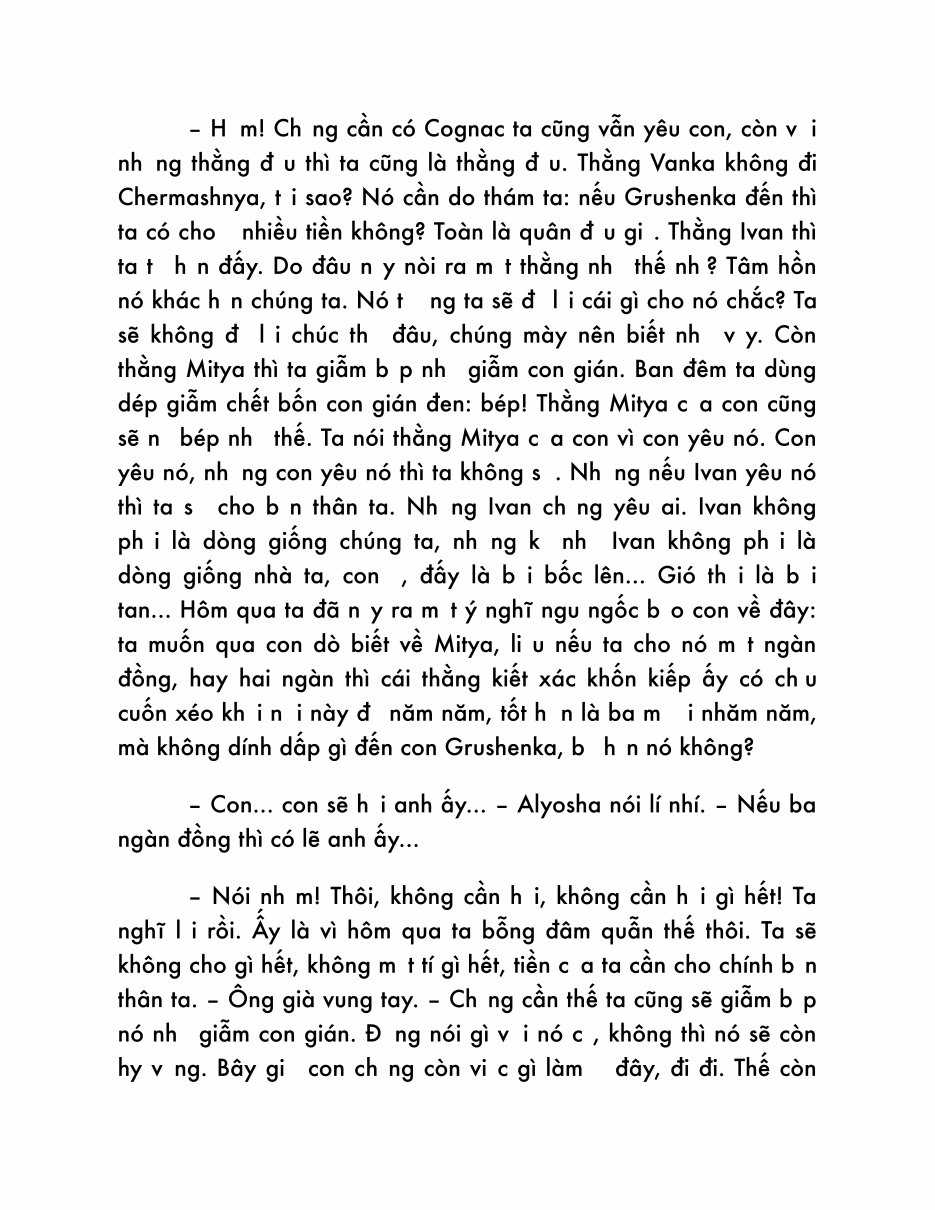 – H m! Ch ng cần có Cognac ta cũng vẫn yêu con, còn v i
nh ng thằng đ u thì ta cũng là thằng đ u. Thằng Vanka không đi
Chermashnya, t i sao? Nó cần do thám ta: nếu Grushenka đến thì
ta có cho   nhiều tiền không? Toàn là quân đ u gi . Thằng Ivan thì
ta t  h n đấy. Do đâu n y nòi ra m t thằng nh  thế nh ? Tâm hồn
nó khác h n chúng ta. Nó t  ng ta sẽ đ  l i cái gì cho nó chắc? Ta
sẽ không đ  l i chúc th  đâu, chúng mày nên biết nh  v y. Còn
thằng Mitya thì ta giẫm b p nh  giẫm con gián. Ban đêm ta dùng
dép giẫm chết bốn con gián đen: bép! Thằng Mitya c a con cũng
sẽ n  bép nh  thế. Ta nói thằng Mitya c a con vì con yêu nó. Con
yêu nó, nh ng con yêu nó thì ta không s . Nh ng nếu Ivan yêu nó
thì ta s  cho b n thân ta. Nh ng Ivan ch ng yêu ai. Ivan không
ph i là dòng giống chúng ta, nh ng k  nh  Ivan không ph i là
dòng giống nhà ta, con  , đấy là b i bốc lên... Gió th i là b i
tan... Hôm qua ta đã n y ra m t ý nghĩ ngu ngốc b o con về đây:
ta muốn qua con dò biết về Mitya, li u nếu ta cho nó m t ngàn
đồng, hay hai ngàn thì cái thằng kiết xác khốn kiếp ấy có ch u
cuốn xéo kh i n i này đ  năm năm, tốt h n là ba m  i nhăm năm,
mà không dính dấp gì đến con Grushenka, b  h n nó không?
– Con... con sẽ h i anh ấy... – Alyosha nói lí nhí. – Nếu ba
ngàn đồng thì có lẽ anh ấy...
– Nói nh m! Thôi, không cần h i, không cần h i gì hết! Ta
nghĩ l i rồi. Ấy là vì hôm qua ta bỗng đâm quẫn thế thôi. Ta sẽ
không cho gì hết, không m t tí gì hết, tiền c a ta cần cho chính b n
thân ta. – Ông già vung tay. – Ch ng cần thế ta cũng sẽ giẫm b p
nó nh  giẫm con gián. Đ ng nói gì v i nó c , không thì nó sẽ còn
hy v ng. Bây gi  con ch ng còn vi c gì làm   đây, đi đi. Thế còn